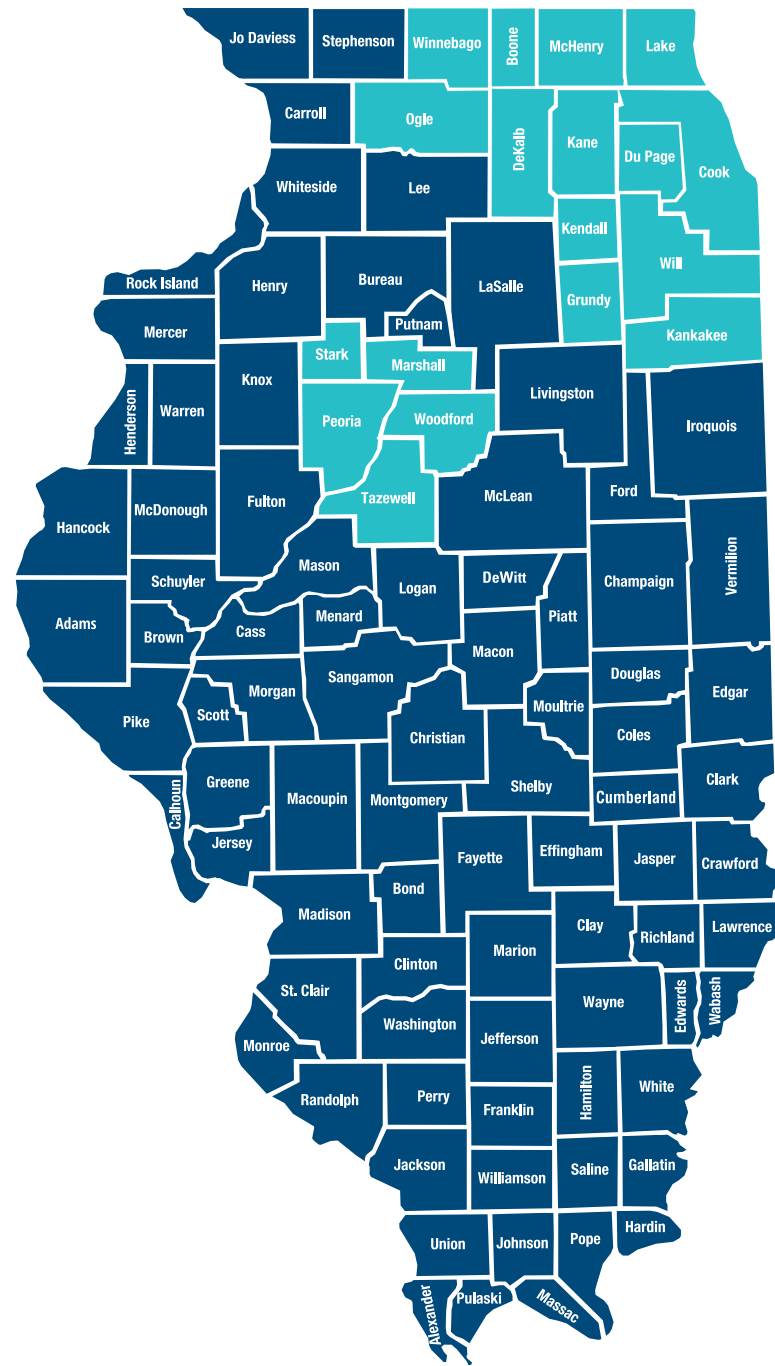 Jo Daviess
Stephenson
Winnebago
Boone
McHenry
Lake
Carroll
Ogle
DeKalb
Kane
Du Page
Cook
Whiteside
Lee
Kendall
Will
Rock Island
Henry
Bureau
LaSalle
Grundy
Mercer
Putnam
Kankakee
Stark
Marshall
Knox
Henderson
Warren
Peoria
Woodford
Livingston
Iroquois
Tazewell
McLean
Ford
Hancock
McDonough
Fulton
Vermilion
Mason
Schuyler
Logan
DeWitt
Champaign
Adams
Brown
Cass
Menard
Piatt
Macon
Sangamon
Douglas
Morgan
Scott
Moultrie
Edgar
Pike
Christian
Coles
Calhoun
Greene
Macoupin
Montgomery
Shelby
Cumberland
Clark
Jersey
Fayette
Effingham
Jasper
Crawford
Bond
Madison
Clay
Richland
Lawrence
Marion
Clinton
St. Clair
Wayne
Edwards
Wabash
Washington
Jefferson
Monroe
Randolph
Perry
Franklin
Hamilton
White
Jackson
Williamson
Saline
Gallatin
Union
Johnson
Pope
Hardin
Alexander
Pulaski
Massac